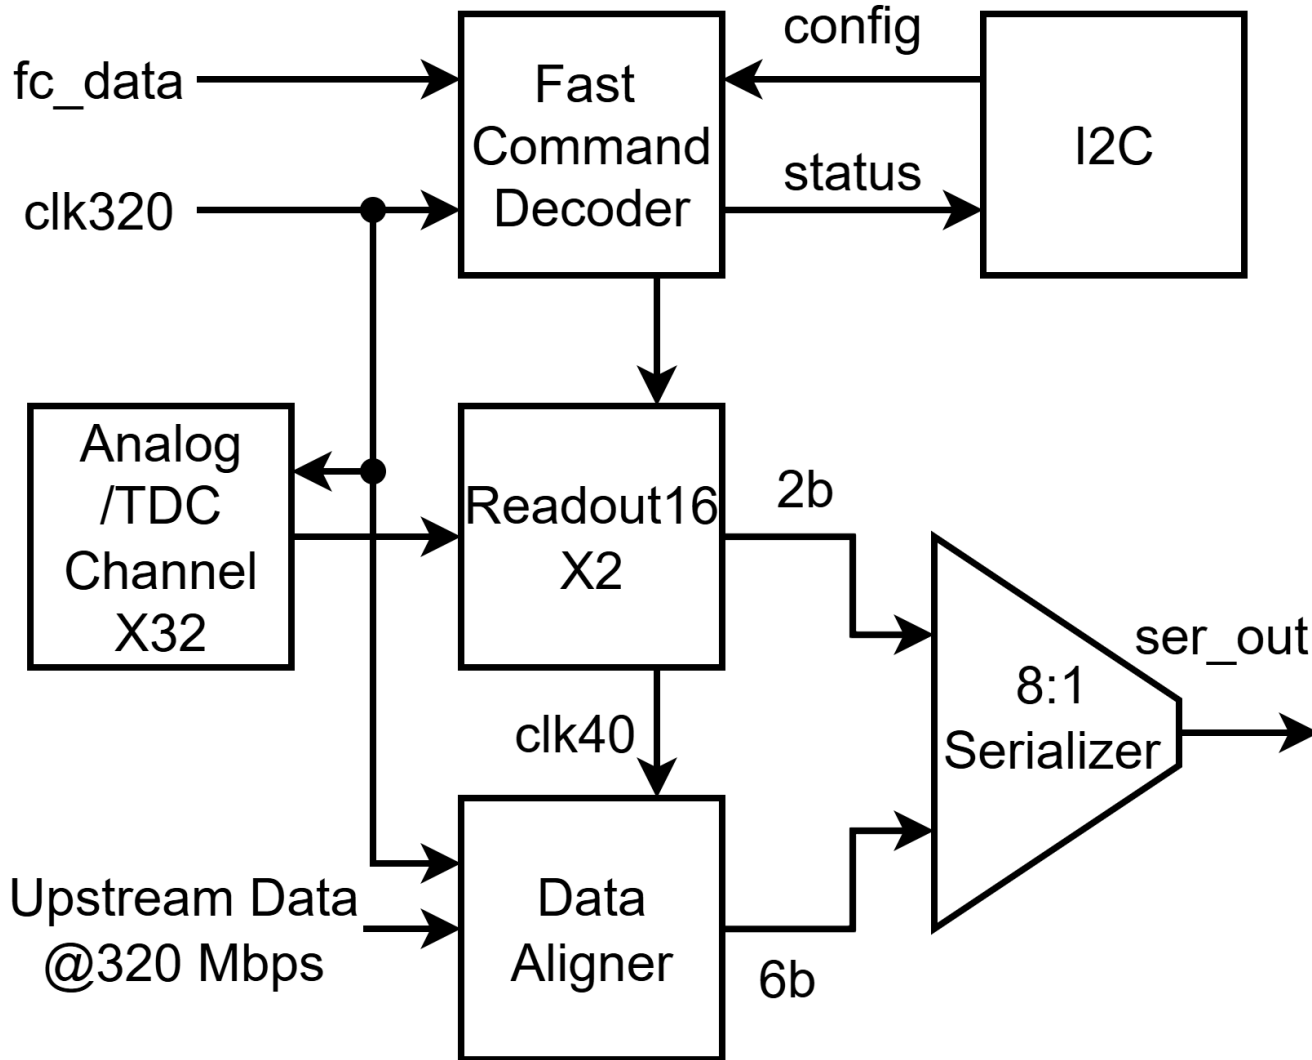 fc_data
clk320
Fast
Command
Decoder
config
status
I2C
Analog
/TDC
Channel
X32
Readout16
X2
2b
clk40
8:1
Serializer
ser_out
Upstream Data
@320 Mbps
Data
Aligner
6b